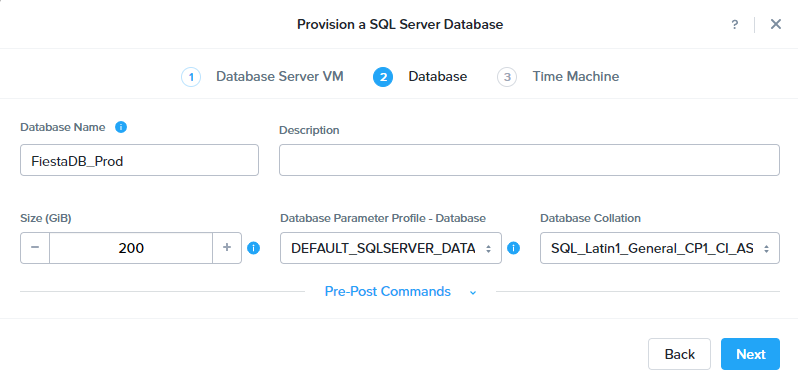 Provision a SQL Server Database
?
1 Database Server VM 2 Database 3 Time Machine
Database Name i Description
FiestaDB_Prod
Size (GiB) Database Parameter Profile - Database Database Collation
− 200 + i DEFAULT_SQLSERVER_DATA i SQL_Latin1_General_CP1_CI_AS
Pre-Post Commands
Back Next